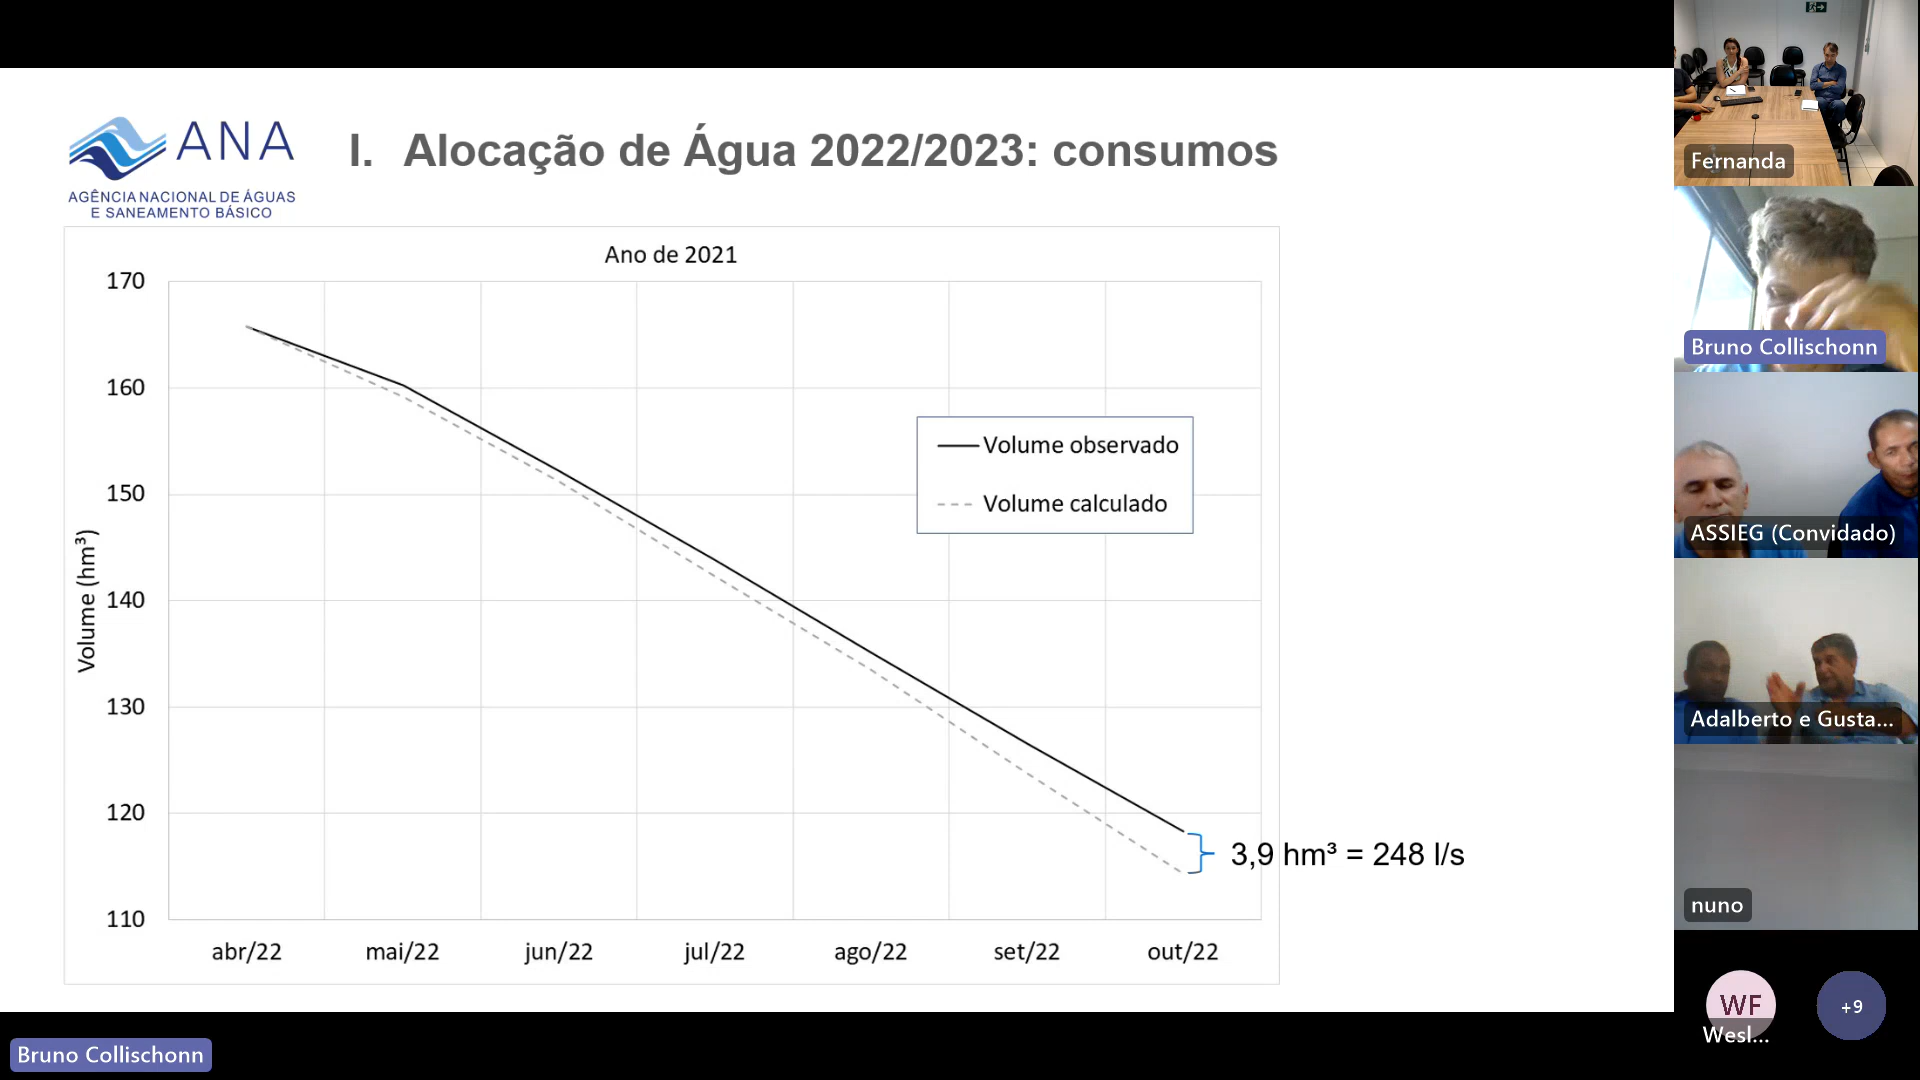 ANA
AGÊNCIA NACIONAL DE ÁGUAS
E SANEAMENTO BÁSICO
I. Alocação de Água 2022/2023: consumos
Ano de 2021
170
160
150
140
130
120
110
Volume (hm³)
Volume observado
Volume calculado
3,9 hm³ = 248 l/s
abr/22 mai/22 jun/22 jul/22 ago/22 set/22 out/22
Bruno Collischonn
Fernanda
Bruno Collischonn
ASSIEG (Convidado)
Adalberto e Gusta...
nuno
WF
Wesl...
+9